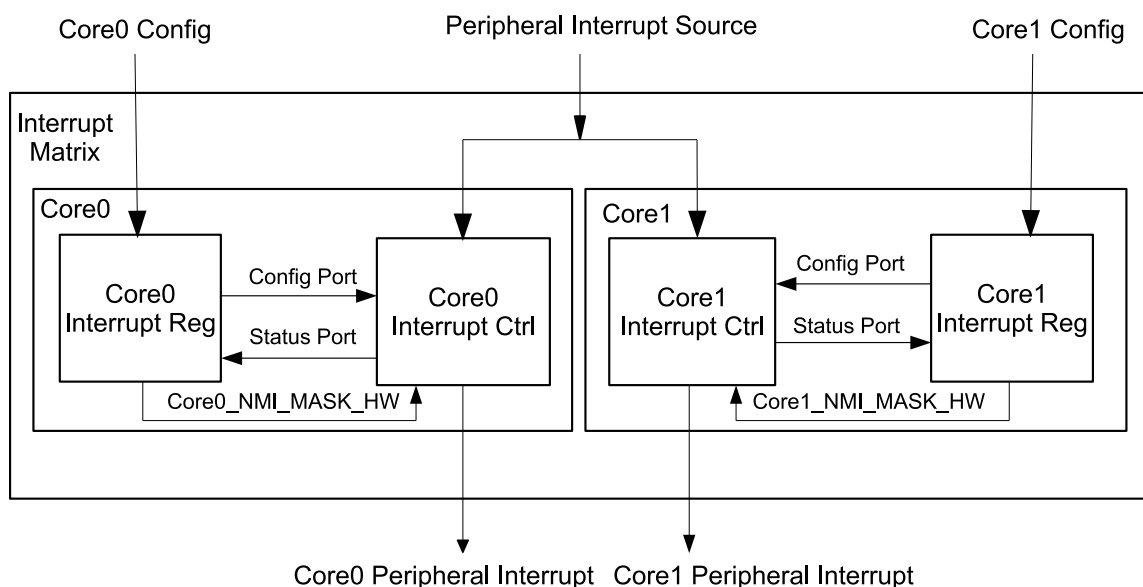 Core0 Config
Peripheral Interrupt Source
Core1 Config
Interrupt
Matrix
Core0
Core0
Interrupt Reg
Config Port
Status Port
Core0_NMI_MASK_HW
Core0
Interrupt Ctrl
Core1
Core1
Interrupt Ctrl
Config Port
Status Port
Core1_NMI_MASK_HW
Core1
Interrupt Reg
Core0 Peripheral Interrupt
Core1 Peripheral Interrupt